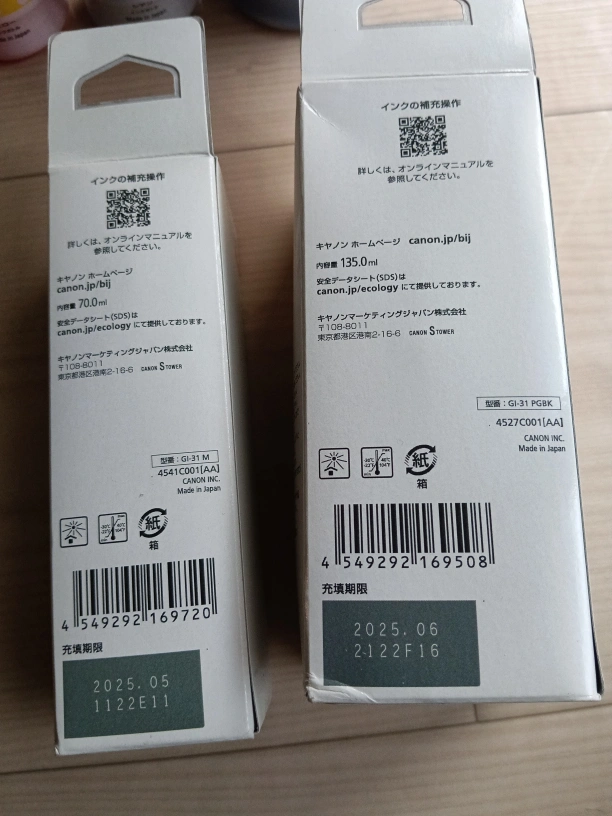 インクの補充操作
詳しくは、オンラインマニュアルを
参照してください。
キヤノン ホームページ
canon.jp/bij
内容量 70.0ml
安全データシート(SDS)は
canon.jp/ecology にて提供しております。
キヤノンマーケティングジャパン株式会社
〒108-8011
東京都港区港南2-16-6 CANON S TOWER
型番：GI-31 M
4541C001[AA]
CANON INC.
Made in Japan
紙
箱
4 549292 169720
充填期限
2025.05
1122E11
インクの補充操作
詳しくは、オンラインマニュアルを
参照してください。
キヤノン ホームページ canon.jp/bij
内容量 135.0ml
安全データシート(SDS)は
canon.jp/ecology にて提供しております。
キヤノンマーケティングジャパン株式会社
〒108-8011
東京都港区港南2-16-6 CANON S TOWER
型番：GI-31 PGBK
4527C001[AA]
CANON INC.
Made in Japan
紙
箱
4 549292 169508
充填期限
2025.06
2-122F16